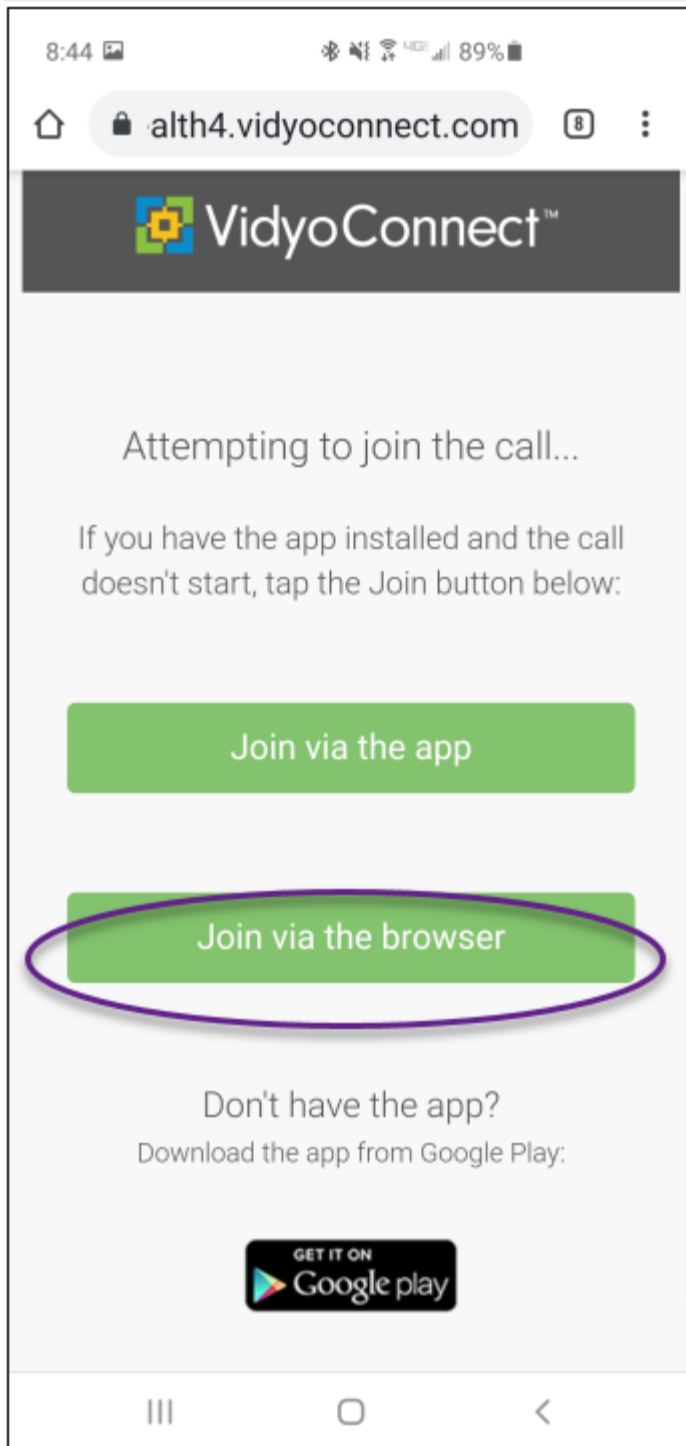 8:44 89%
alth4.vidyoconnect.com 8
VidyoConnect™
Attempting to join the call...
If you have the app installed and the call
doesn't start, tap the Join button below:
Join via the app
Join via the browser
Don't have the app?
Download the app from Google Play:
GET IT ON
Google play